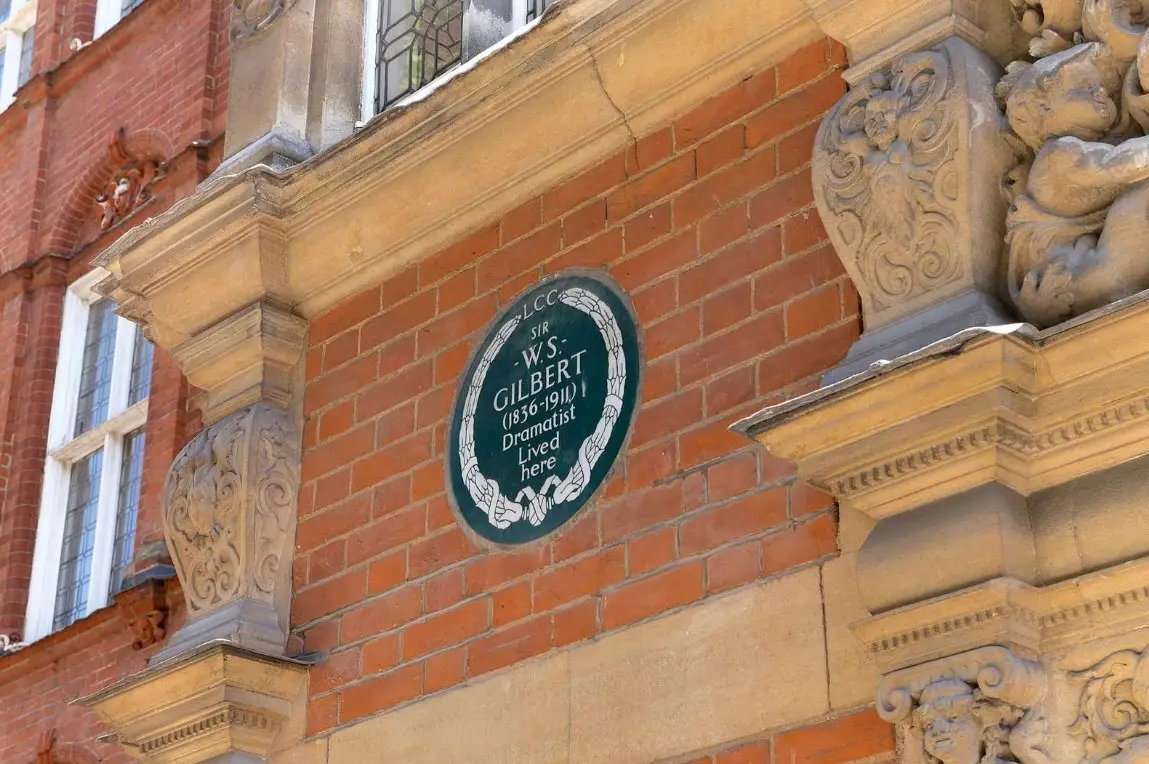 LCC
SIR
-W.S.-
GILBERT
(1836-1911)
Dramatist
Lived
here